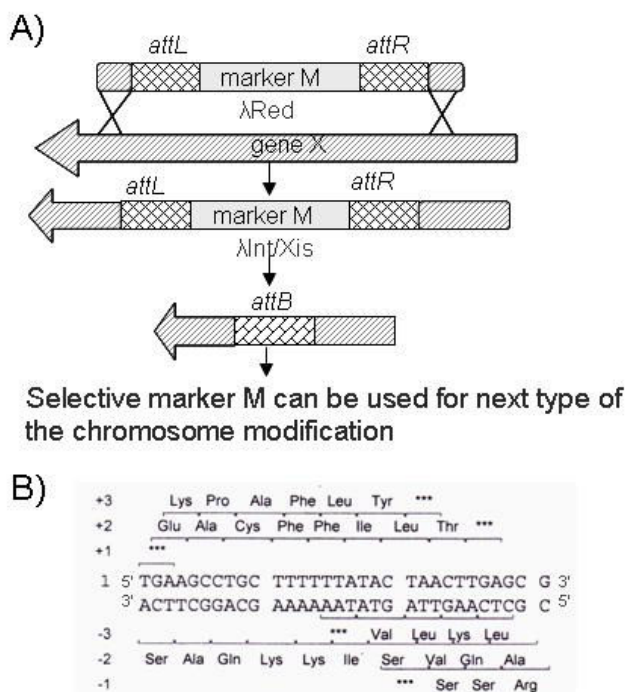 A)
attL attR
marker M
λRed
gene X
attL attR
marker M
λInt/Xis
attB
Selective marker M can be used for next type of
the chromosome modification
B)
+3 Lys Pro Ala Phe Leu Tyr ***
+2 Glu Ala Cys Phe Phe Ile Leu Thr ***
+1 ***
1 5' TGAAGCCTGC TTTTTTATAC TAACTTGAGC G 3'
3' ACTTCGGACG AAAAAATATG ATTGAACTCG C 5'
-3 *** Val Leu Lys Leu
-2 Ser Ala Gln Lys Lys Ile Ser Val Gln Ala
-1 *** Ser Ser Arg